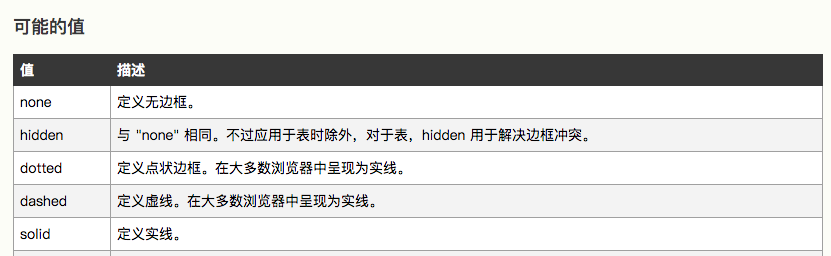 可能的值
值 描述
none 定义无边框。
hidden 与 "none" 相同。不过应用于表时除外，对于表，hidden 用于解决边框冲突。
dotted 定义点状边框。在大多数浏览器中呈现为实线。
dashed 定义虚线。在大多数浏览器中呈现为实线。
solid 定义实线。